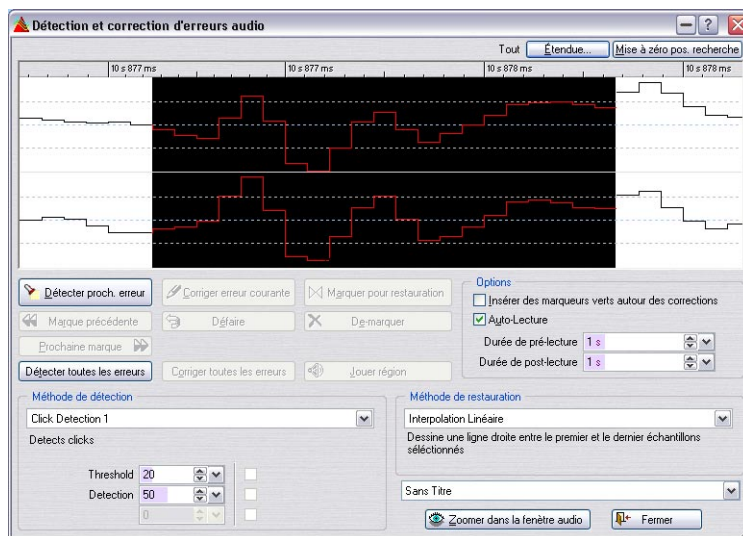 Détection et correction d'erreurs audio
Tout Étendue... Mise à zéro pos. recherche
10 s 877 ms 10 s 877 ms 10 s 878 ms 10 s 878 ms
Détecter proch. erreur Corriger erreur courante Marquer pour restauration
Marque précédente Défaire De-marquer
Prochaine marque
Détecter toutes les erreurs Corriger toutes les erreurs Jouer région
Options
Insérer des marqueurs verts autour des corrections
Auto-Lecture
Durée de pré-lecture 1 s
Durée de post-lecture 1 s
Méthode de détection
Click Detection 1
Detects clicks
Threshold 20
Detection 50
0
Méthode de restauration
Interpolation Linéaire
Dessine une ligne droite entre le premier et le dernier échantillons
séléctionnés
Sans Titre
Zoomer dans la fenêtre audio Fermer